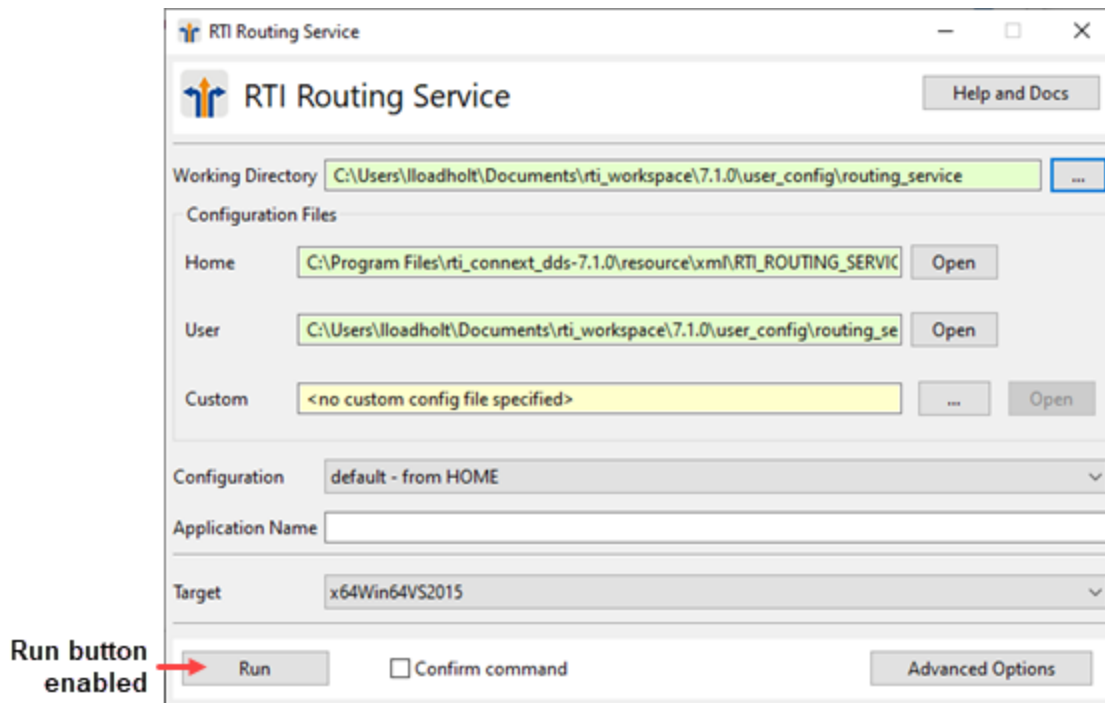 RTI Routing Service
RTI Routing Service
Help and Docs
Working Directory C:\Users\lloadholt\Documents\rti_workspace\7.1.0\user_config\routing_service ...
Configuration Files
Home C:\Program Files\rti_connext_dds-7.1.0\resource\xml\RTI_ROUTING_SERVIC Open
User C:\Users\lloadholt\Documents\rti_workspace\7.1.0\user_config\routing_se Open
Custom <no custom config file specified> ... Open
Configuration default - from HOME
Application Name
Target x64Win64VS2015
Run button
enabled
Run Confirm command Advanced Options